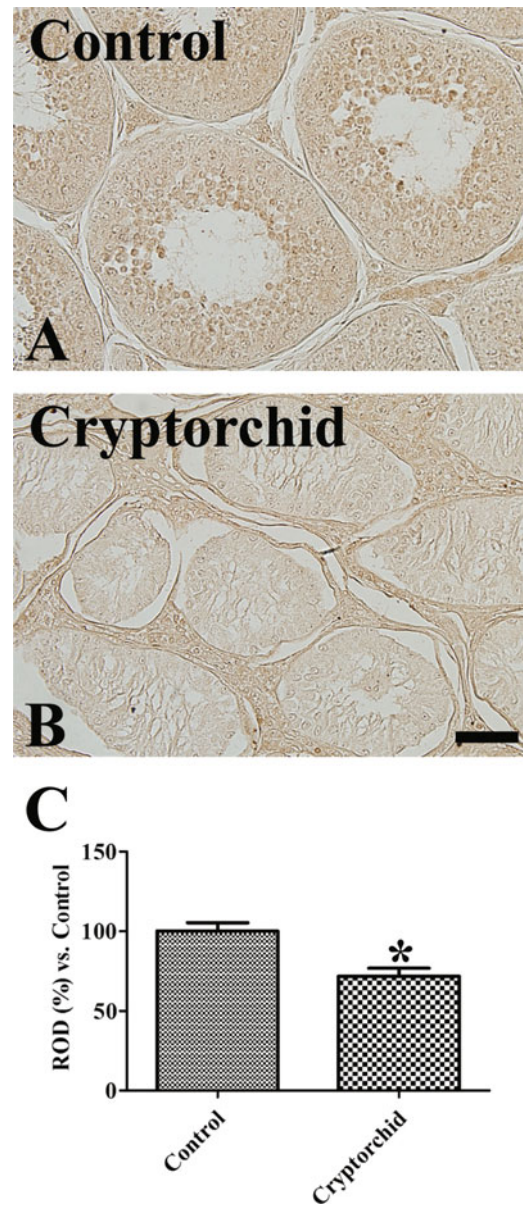 Control
A
Cryptorchid
B
C
ROD (%) vs. Control
150
100
50
0
*
Control
Cryptorchid